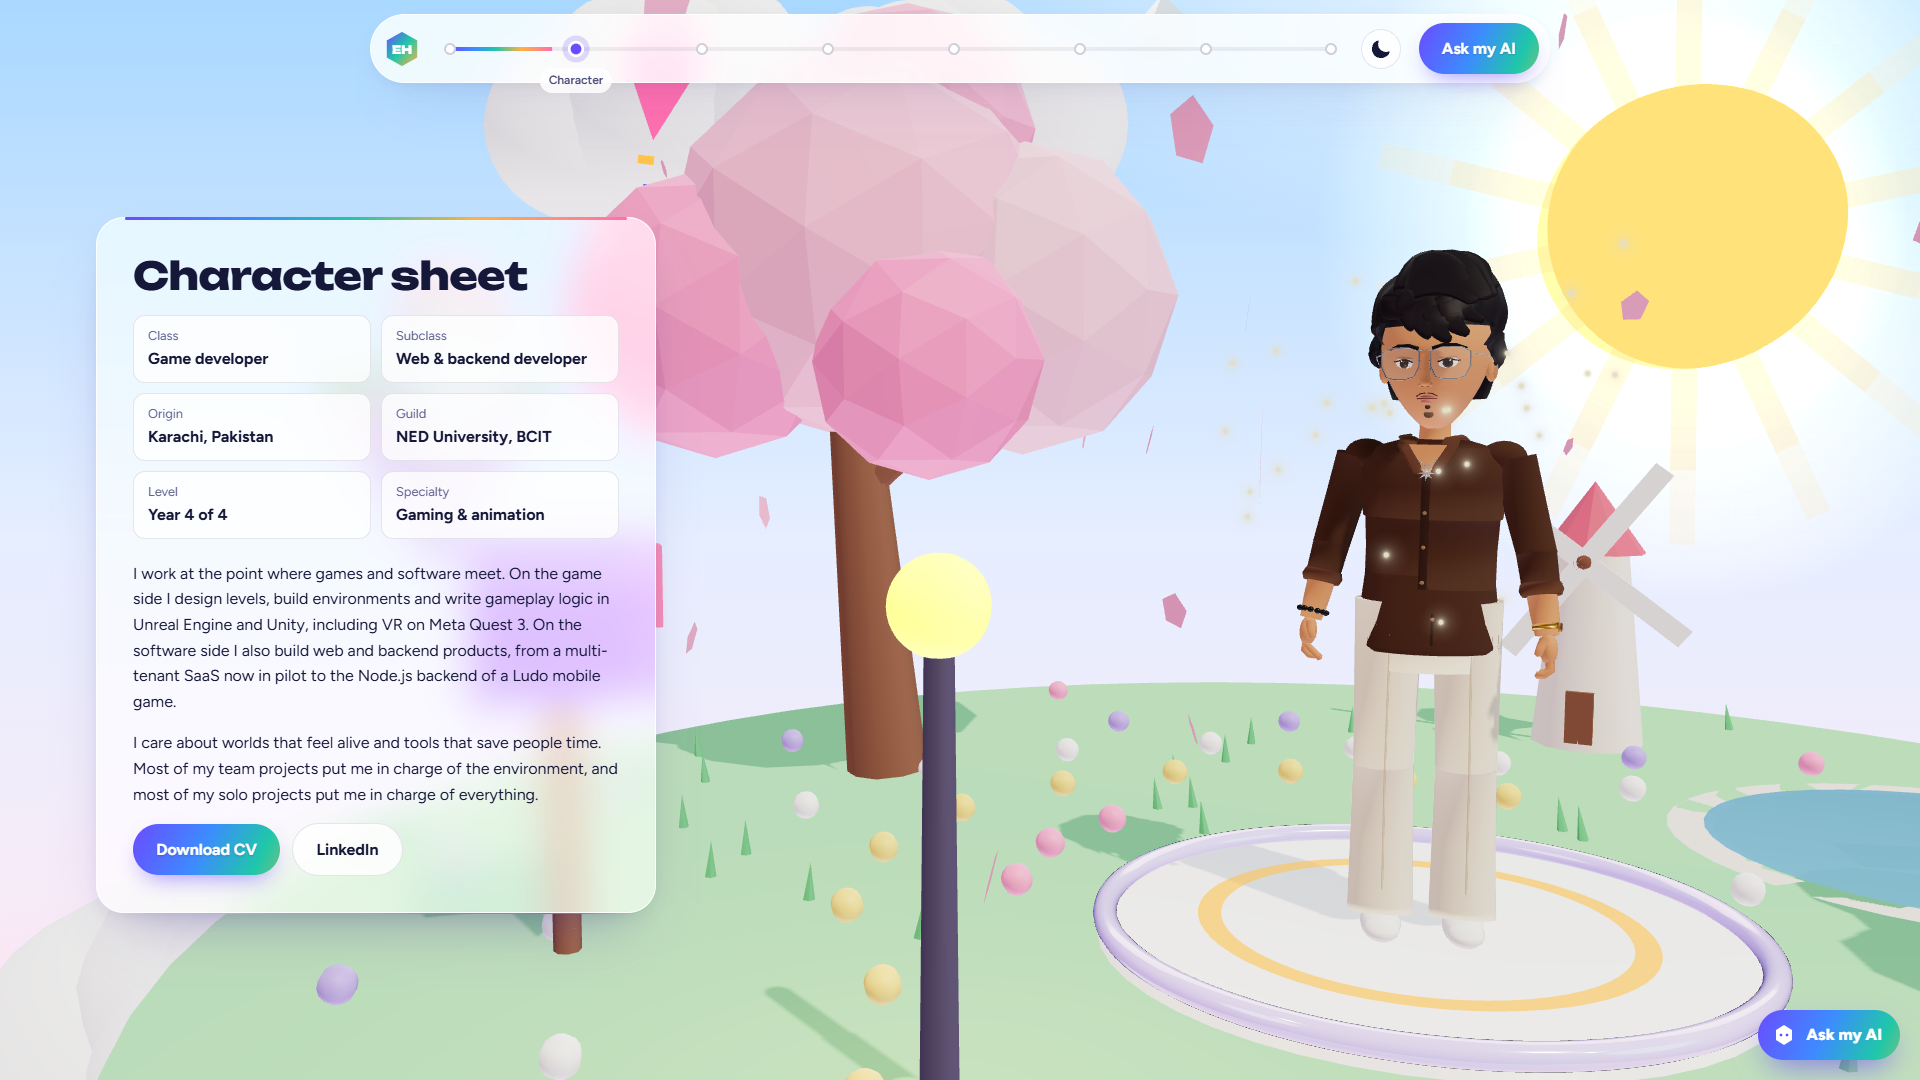 EH
Ask my AI
Character
Character sheet
Class
Game developer
Subclass
Web & backend developer
Origin
Karachi, Pakistan
Guild
NED University, BCIT
Level
Year 4 of 4
Specialty
Gaming & animation
I work at the point where games and software meet. On the game
side I design levels, build environments and write gameplay logic in
Unreal Engine and Unity, including VR on Meta Quest 3. On the
software side I also build web and backend products, from a multi-
tenant SaaS now in pilot to the Node.js backend of a Ludo mobile
game.
I care about worlds that feel alive and tools that save people time.
Most of my team projects put me in charge of the environment, and
most of my solo projects put me in charge of everything.
Download CV
LinkedIn
Ask my AI